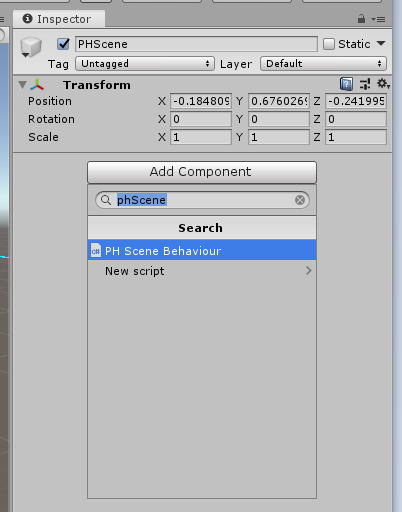 Inspector
PHScene
Static
Tag Untagged Layer Default
Transform
Position X -0.184809 Y 0.6760269 Z -0.241995
Rotation X 0 Y 0 Z 0
Scale X 1 Y 1 Z 1
Add Component
phScene
Search
PH Scene Behaviour
New script